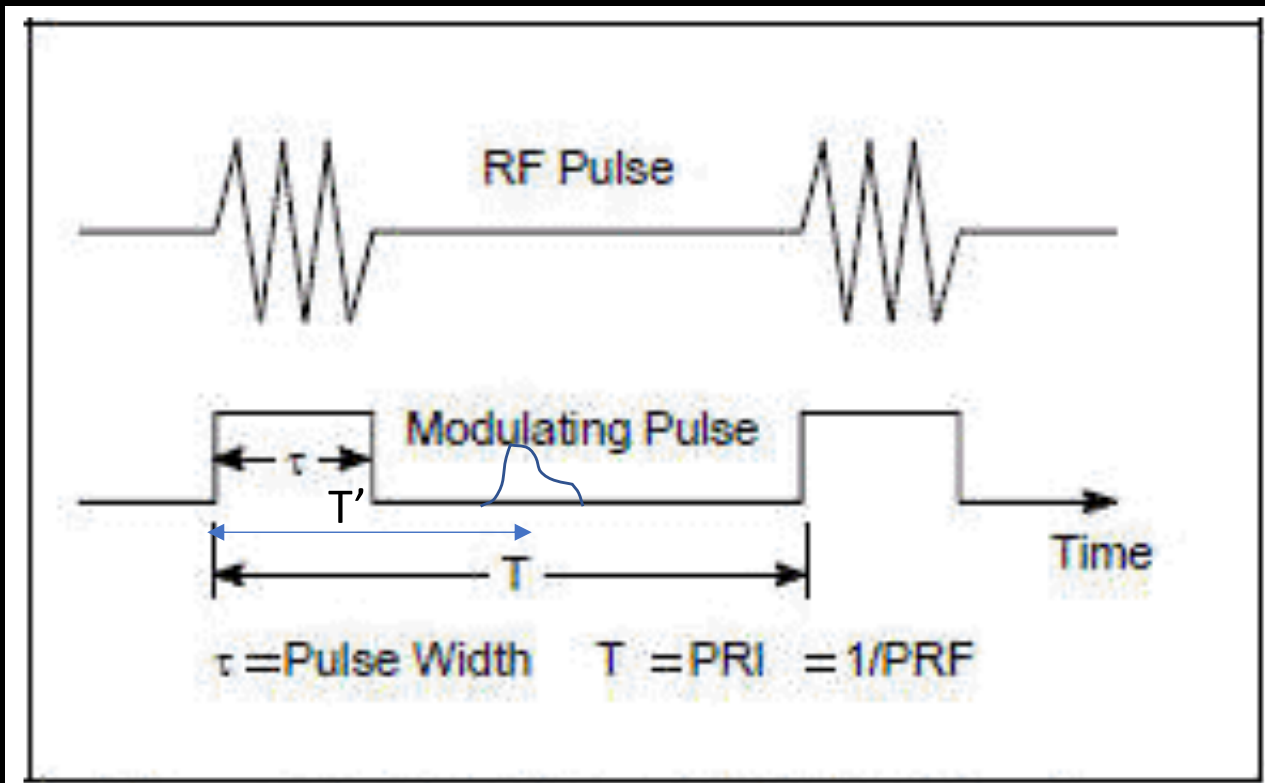 RF Pulse
Modulating Pulse
τ
T′
T
Time
τ =Pulse Width T =PRI =1/PRF